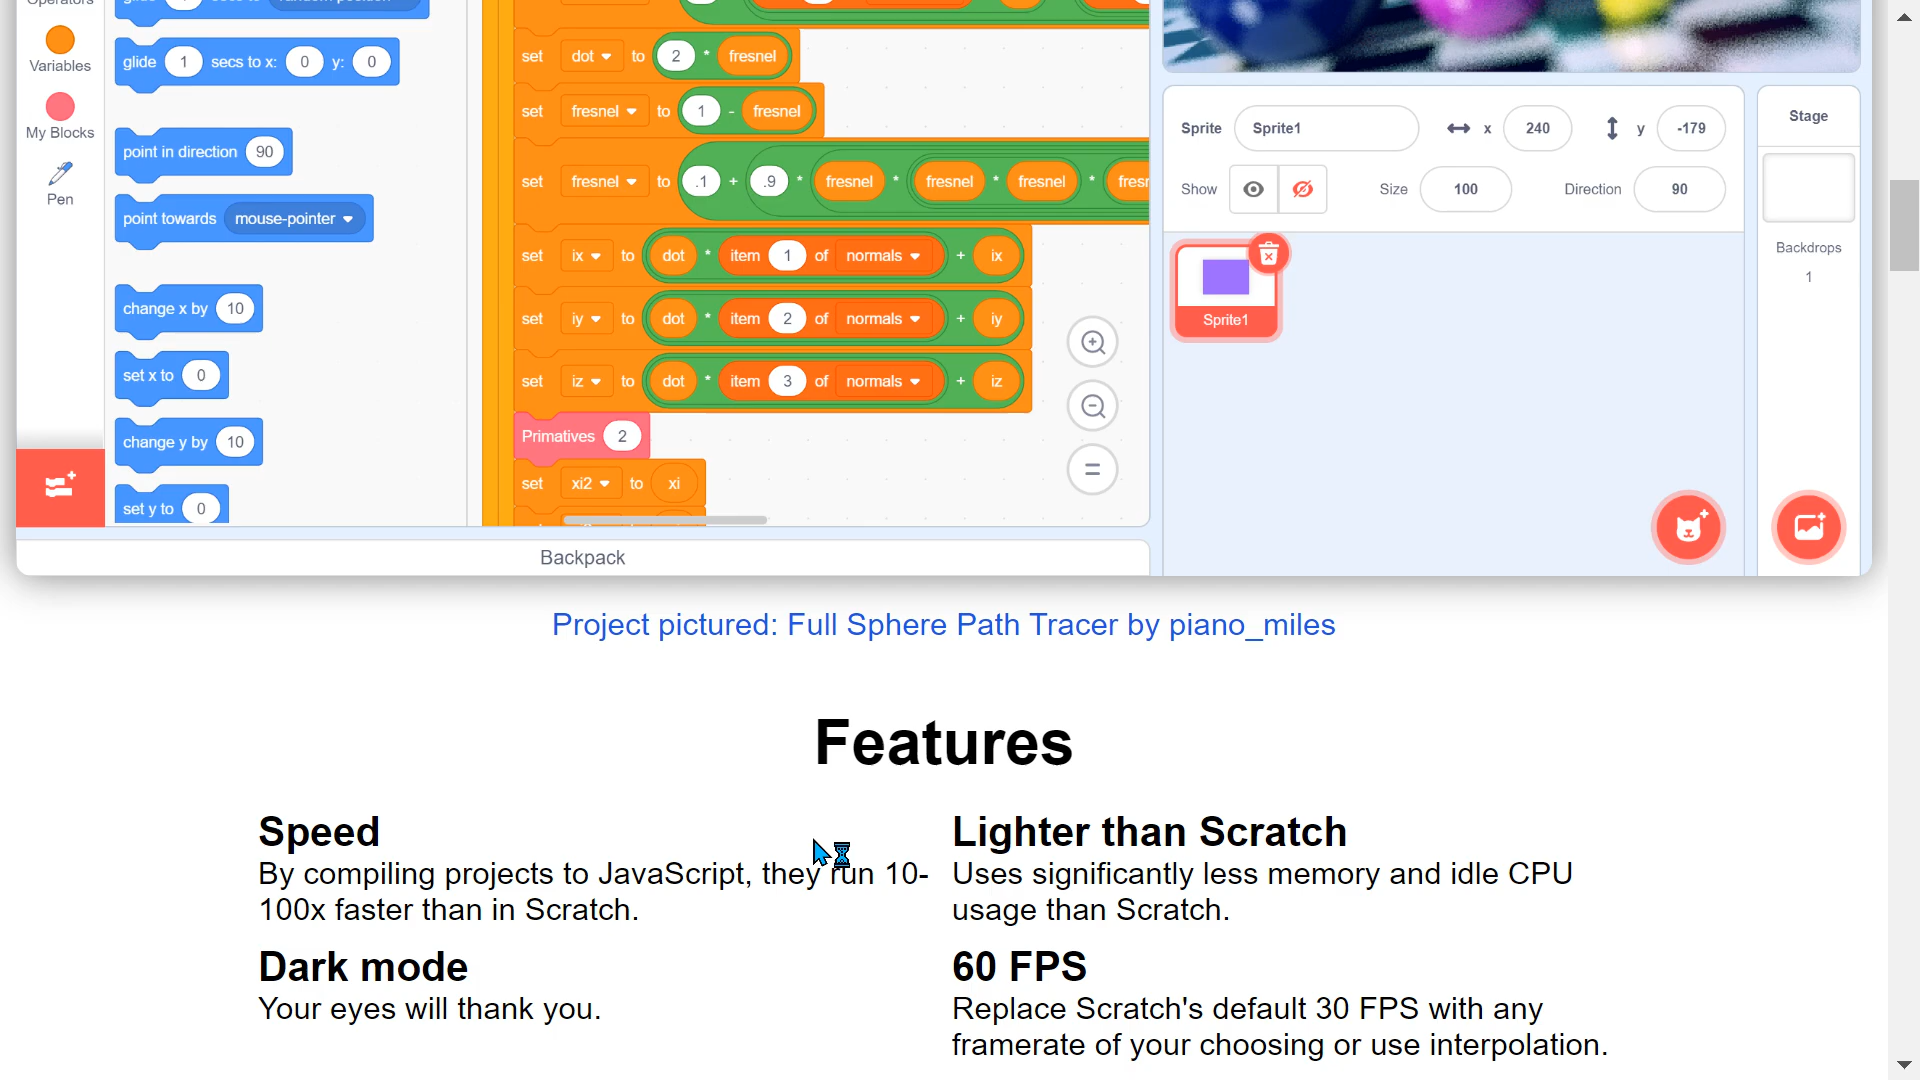 Operators
Variables
My Blocks
Pen
glide 1 secs to random position
glide 1 secs to x: 0 y: 0
point in direction 90
point towards mouse-pointer
change x by 10
set x to 0
change y by 10
set y to 0
set dot to 2 * fresnel
set fresnel to 1 - fresnel
set fresnel to .1 + .9 * fresnel * fresnel * fresnel * fresn
set ix to dot * item 1 of normals + ix
set iy to dot * item 2 of normals + iy
set iz to dot * item 3 of normals + iz
Primatives 2
set xi2 to xi
Backpack
Sprite Sprite1 x 240 y -179
Show Size 100 Direction 90
Sprite1
Stage
Backdrops
1
Project pictured: Full Sphere Path Tracer by piano_miles
Features
Speed
By compiling projects to JavaScript, they run 10-
100x faster than in Scratch.
Lighter than Scratch
Uses significantly less memory and idle CPU
usage than Scratch.
Dark mode
Your eyes will thank you.
60 FPS
Replace Scratch's default 30 FPS with any
framerate of your choosing or use interpolation.